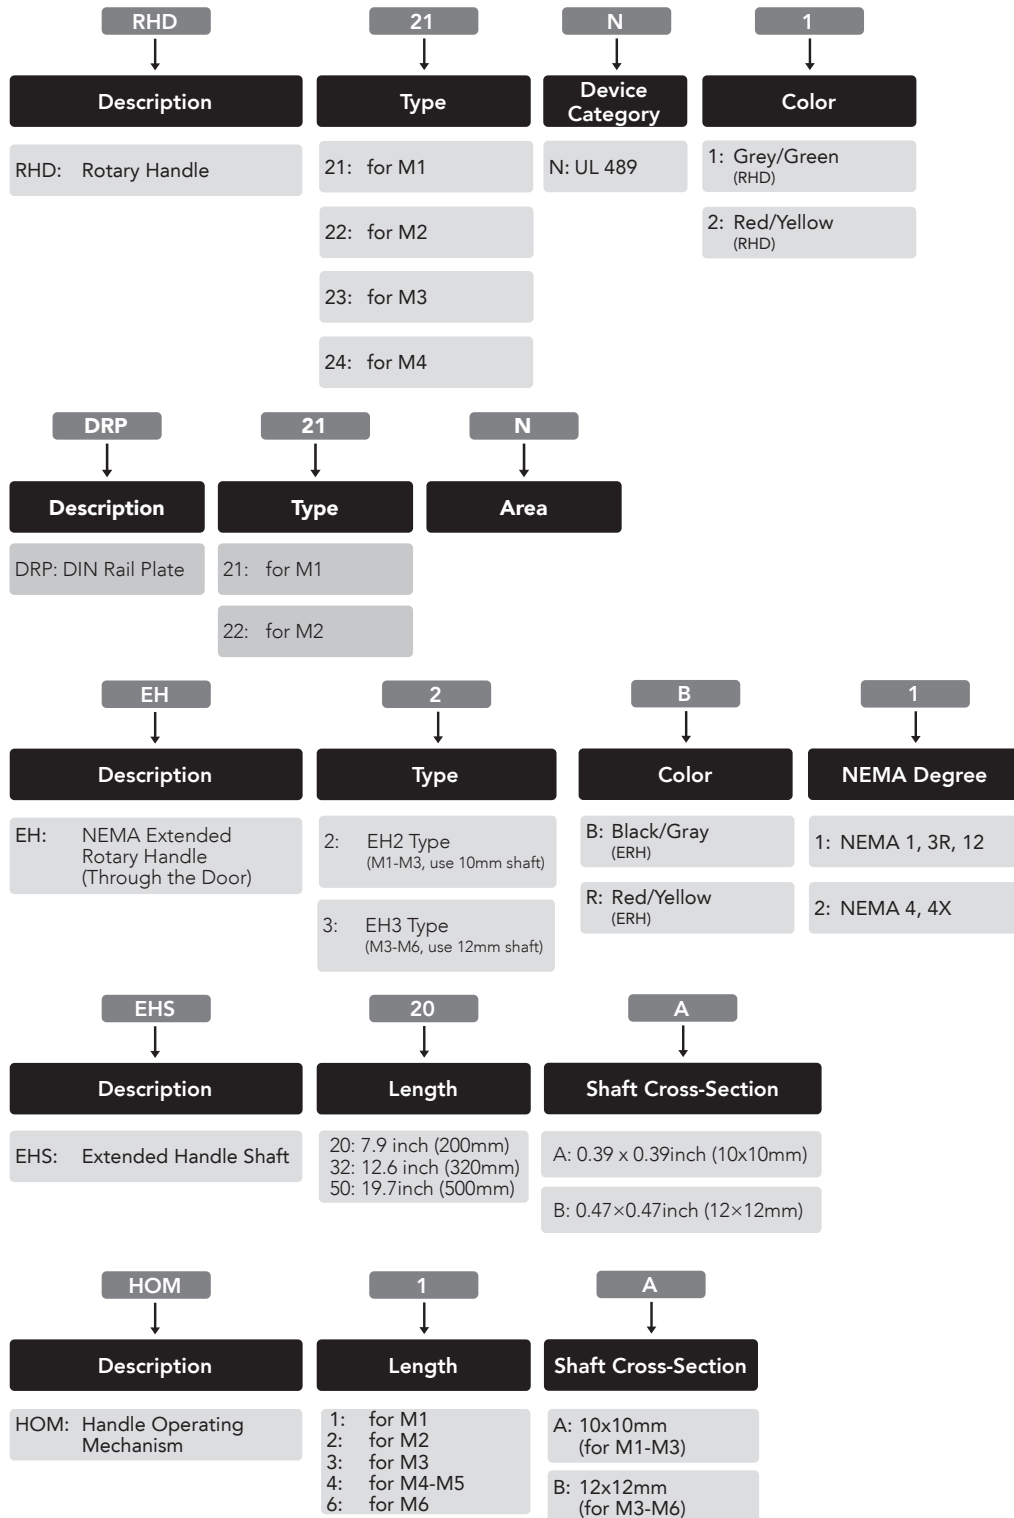 RHD 21 N 1
Description Type Device Category Color
RHD: Rotary Handle
21: for M1
22: for M2
23: for M3
24: for M4
N: UL 489
1: Grey/Green
(RHD)
2: Red/Yellow
(RHD)
DRP 21 N
Description Type Area
DRP: DIN Rail Plate
21: for M1
22: for M2
EH 2 B 1
Description Type Color NEMA Degree
EH: NEMA Extended
Rotary Handle
(Through the Door)
2: EH2 Type
(M1-M3, use 10mm shaft)
3: EH3 Type
(M3-M6, use 12mm shaft)
B: Black/Gray
(ERH)
R: Red/Yellow
(ERH)
1: NEMA 1, 3R, 12
2: NEMA 4, 4X
EHS 20 A
Description Length Shaft Cross-Section
EHS: Extended Handle Shaft
20: 7.9 inch (200mm)
32: 12.6 inch (320mm)
50: 19.7inch (500mm)
A: 0.39 x 0.39inch (10x10mm)
B: 0.47×0.47inch (12×12mm)
HOM 1 A
Description Length Shaft Cross-Section
HOM: Handle Operating
Mechanism
1: for M1
2: for M2
3: for M3
4: for M4-M5
6: for M6
A: 10x10mm
(for M1-M3)
B: 12x12mm
(for M3-M6)